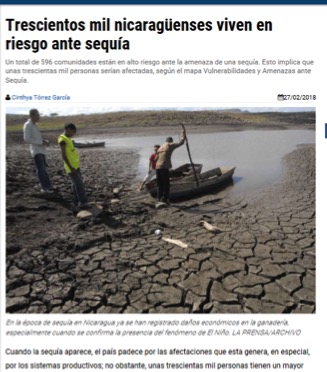 Trescientos mil nicaragüenses viven en
riesgo ante sequía
Un total de 596 comunidades están en alto riesgo ante la amenaza de una sequía. Esto implica que
unas trescientas mil personas serían afectadas, según el mapa Vulnerabilidades y Amenazas ante
Sequía.
Cinthya Tórrez García
27/02/2018
En la época de sequía en Nicaragua ya se han registrado daños económicos en la ganadería,
especialmente cuando se confirma la presencia del fenómeno de El Niño. LA PRENSA/ARCHIVO
Cuando la sequía aparece, el país padece por las afectaciones que esta genera, en especial,
por los sistemas productivos; no obstante, unas trescientas mil personas tienen un mayor